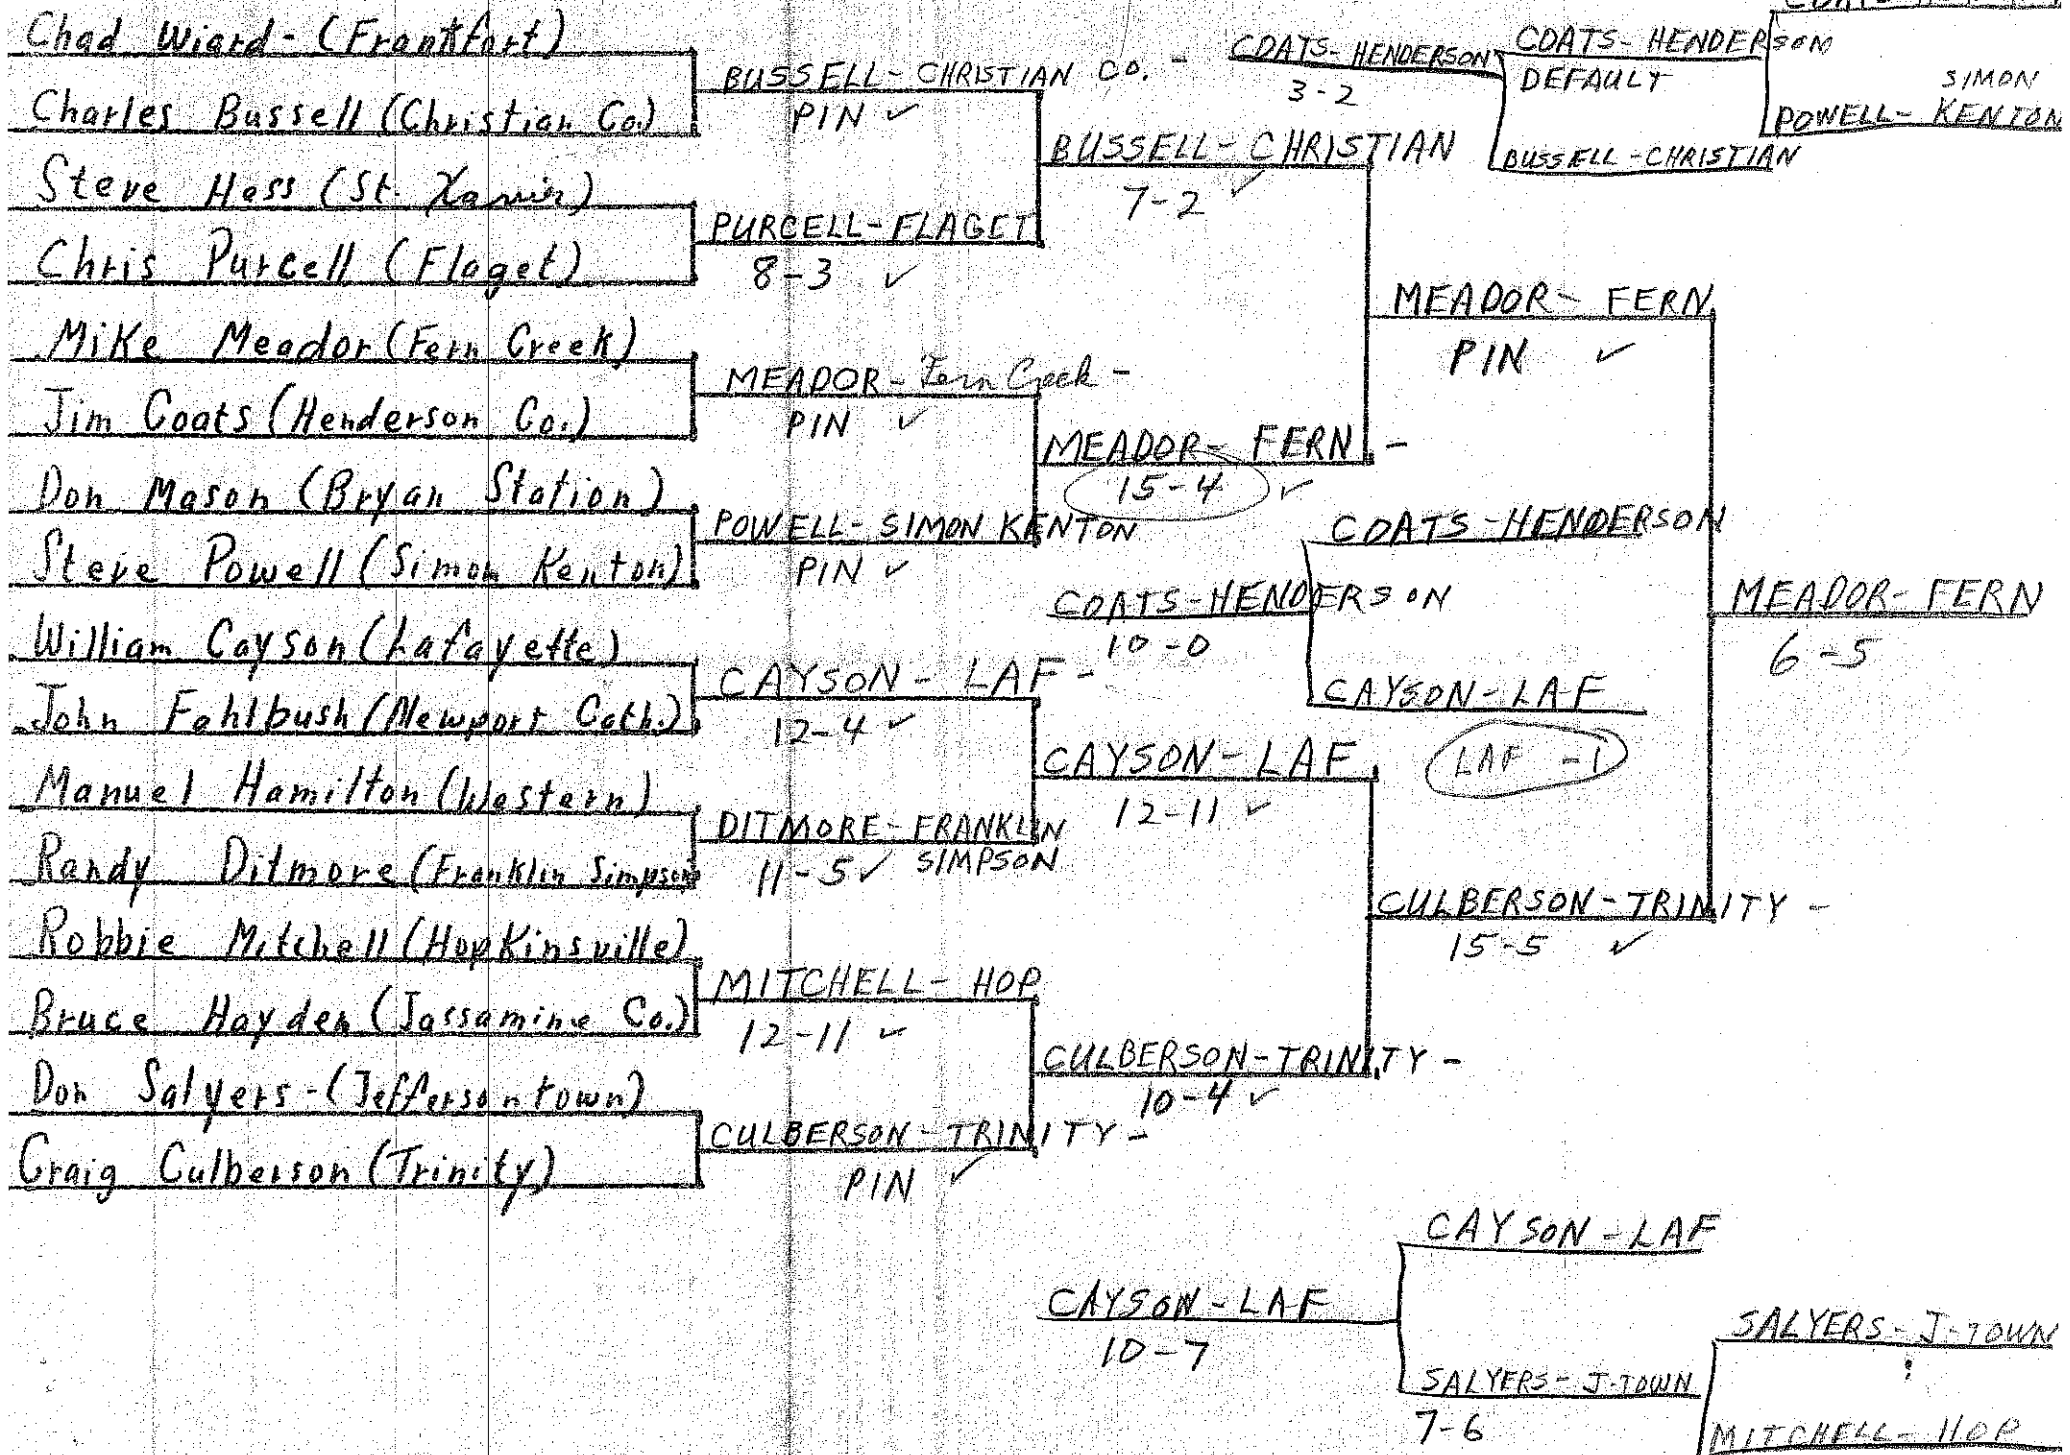 Chad Wiard - (Frankfort)
Charles Bussell (Christian Co.)
Steve Hess (St. Xavier)
Chris Purcell (Flaget)
Mike Meador (Fern Creek)
Jim Coats (Henderson Co.)
Don Mason (Bryan Station)
Steve Powell (Simon Kenton)
William Cayson (Lafayette)
John Fehlbush (Newport Cath.)
Manuel Hamilton (Western)
Randy Ditmore (Franklin Simpson)
Robbie Mitchell (Hopkinsville)
Bruce Hayden (Jassamine Co.)
Don Salyers - (Jeffersontown)
Craig Culberson (Trinity)
BUSSELL - CHRISTIAN CO. -
PIN ✓
PURCELL - FLAGET
8-3 ✓
MEADOR - Fern Creek -
PIN ✓
POWELL - SIMON KENTON
PIN ✓
CAYSON - LAF -
12-4 ✓
DITMORE - FRANKLIN
11-5 ✓ SIMPSON
MITCHELL - HOP
12-11 ✓
CULBERSON - TRINITY -
PIN ✓
BUSSELL - CHRISTIAN
7-2 ✓
MEADOR - FERN -
15-4 ✓
CAYSON - LAF
12-11 ✓
CULBERSON - TRINITY -
10-4 ✓
MEADOR - FERN
PIN ✓
CULBERSON - TRINITY -
15-5 ✓
MEADOR - FERN
6-5
COATS - HENDERSON
3-2
COATS - HENDERSON
DEFAULT
BUSSELL - CHRISTIAN
SIMON
POWELL - KENTON
COATS - HENDERSON
COATS - HENDERSON
10-0
CAYSON - LAF
LAF -1
CAYSON - LAF
CAYSON - LAF
10-7
SALYERS - J-TOWN
7-6
SALYERS - J-TOWN
MITCHELL - HOP